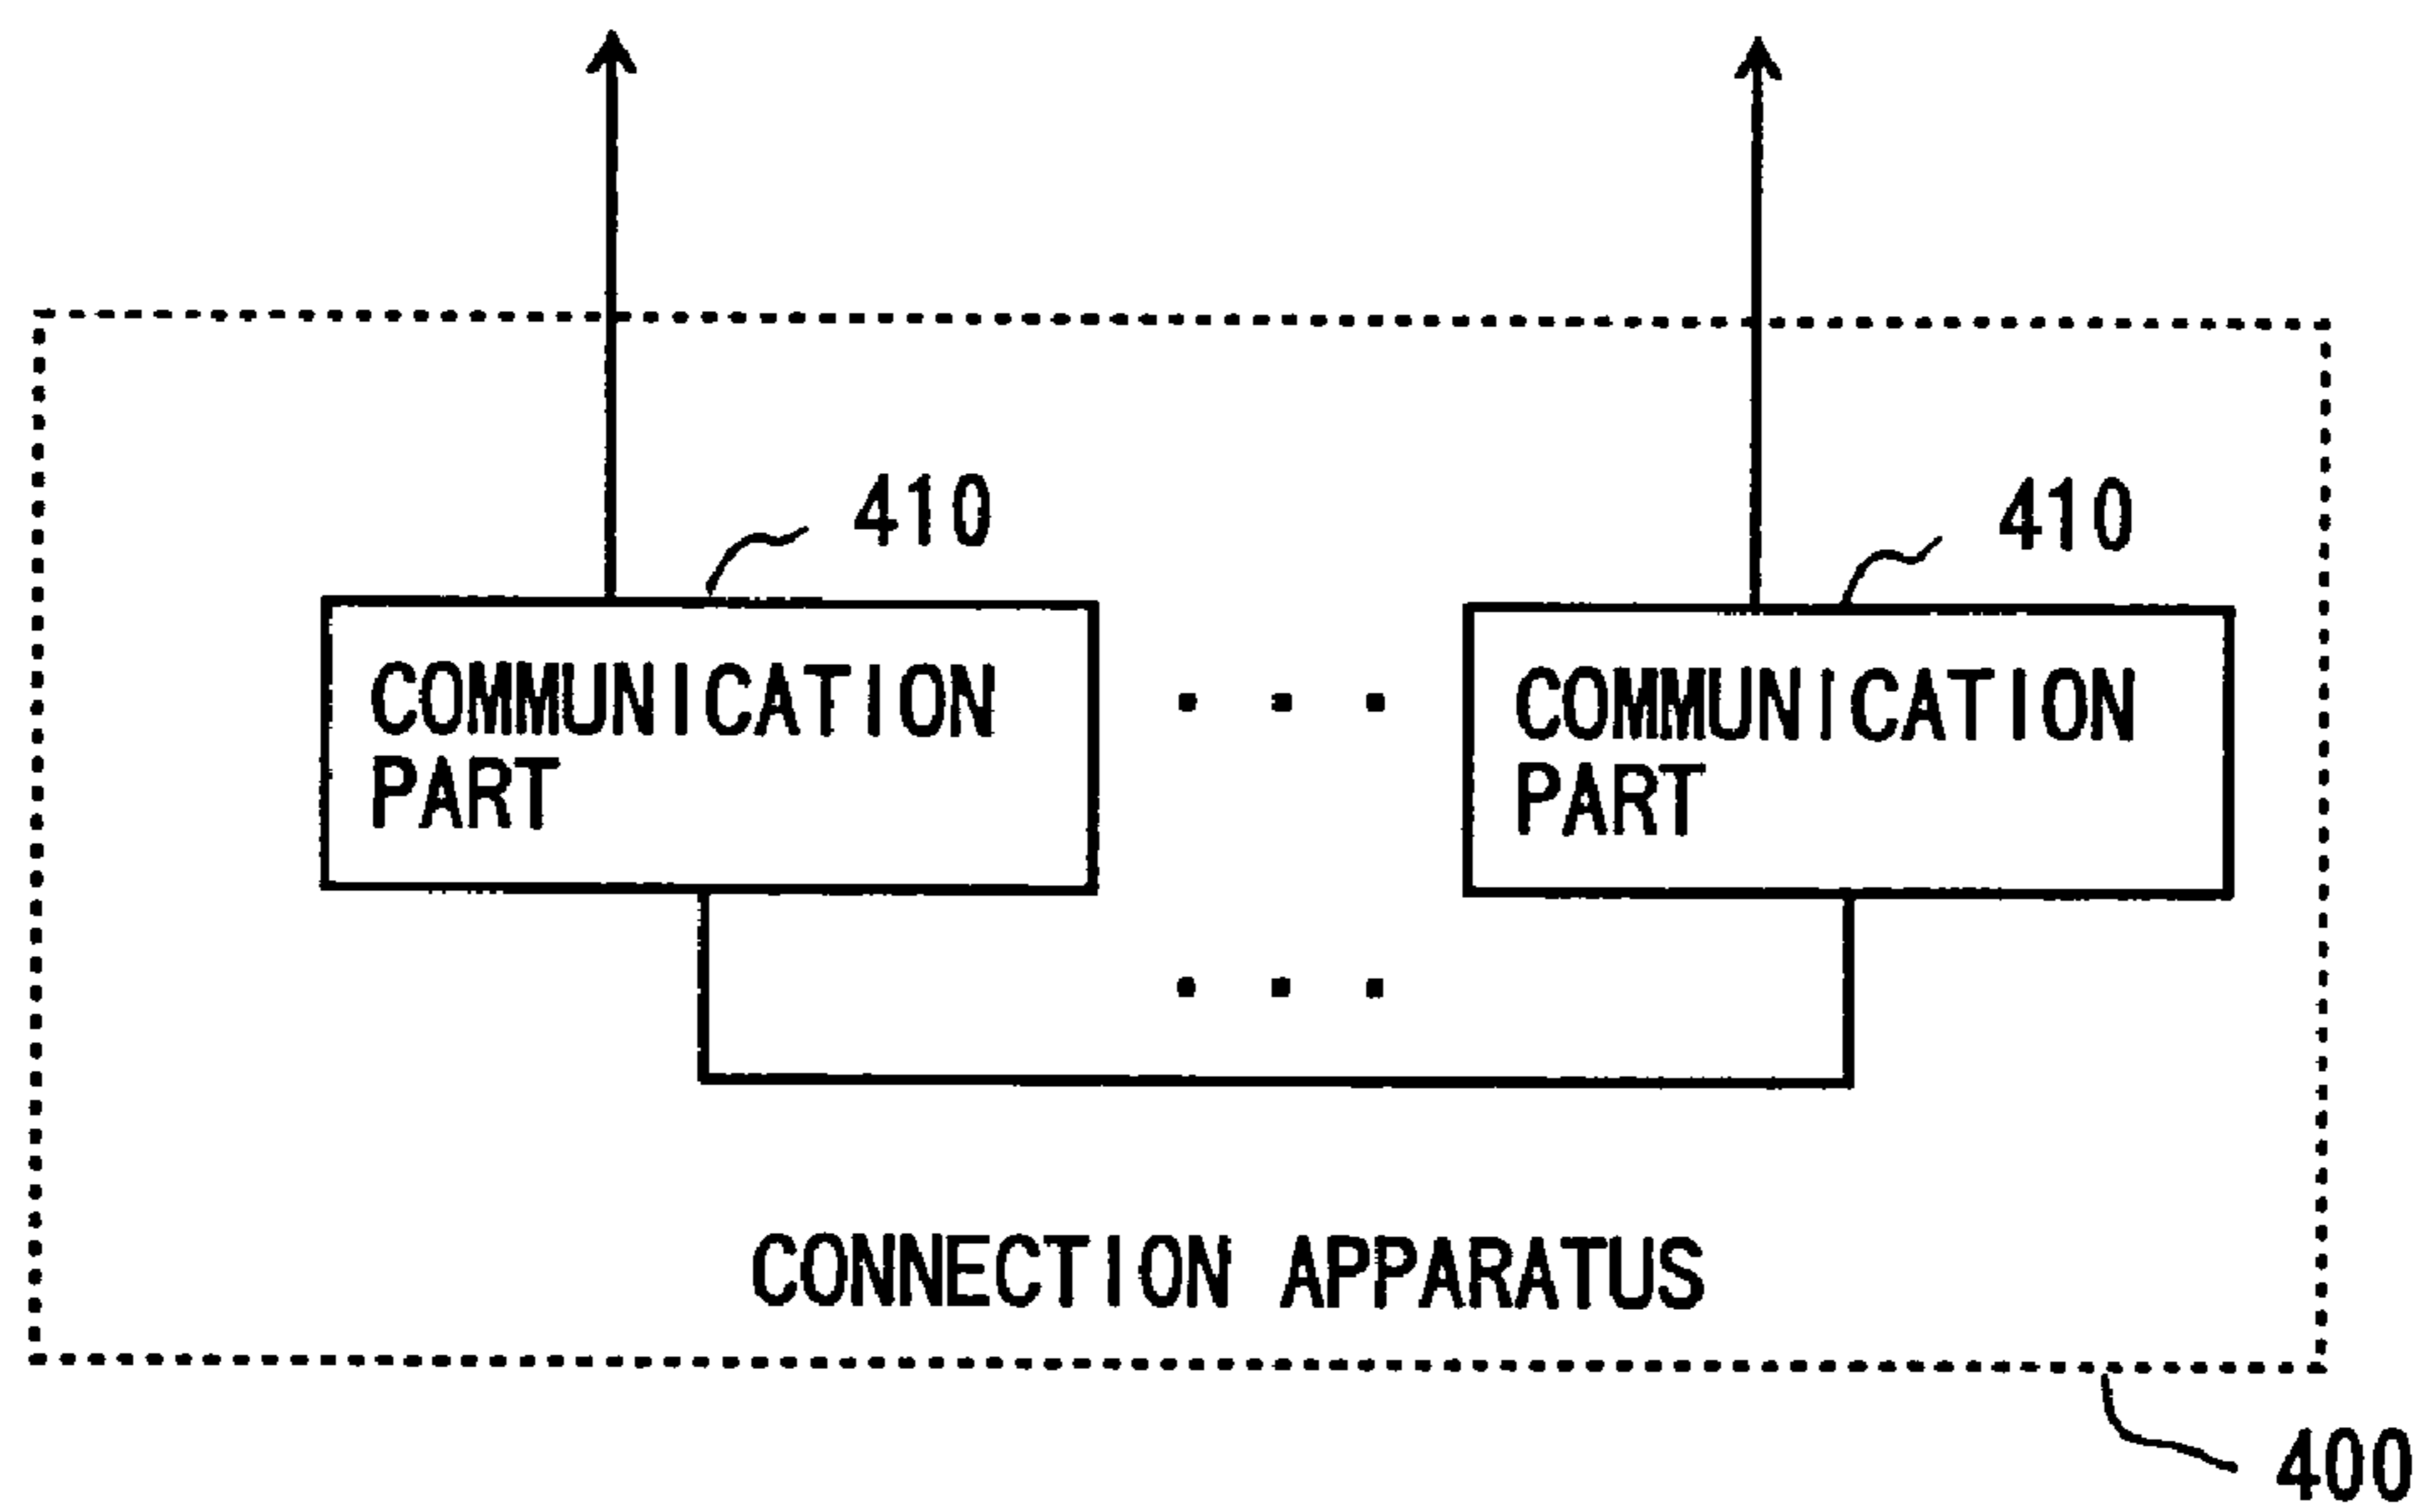 410
410
COMMUNICATION
PART
. . .
COMMUNICATION
PART
. . .
CONNECTION APPARATUS
400